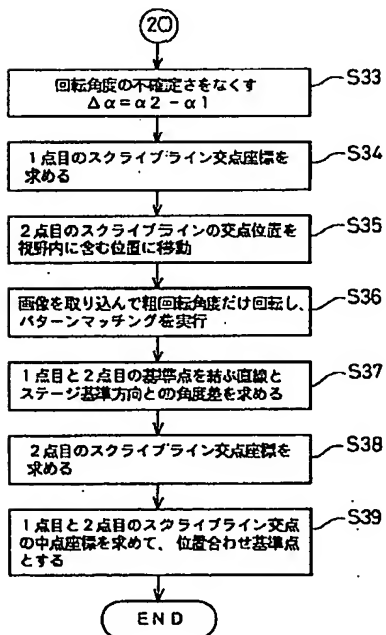 20
回転角度の不確定さをなくす
Δα=α2-α1
S33
1点目のスクライブライン交点座標を
求める
S34
2点目のスクライブラインの交点位置を
視野内に含む位置に移動
S35
画像を取り込んで粗回転角度だけ回転し、
パターンマッチングを実行
S36
1点目と2点目の基準点を結ぶ直線と
ステージ基準方向との角度差を求める
S37
2点目のスクライブライン交点座標を
求める
S38
1点目と2点目のスクライブライン交点
の中点座標を求めて、位置合わせ基準点
とする
S39
END